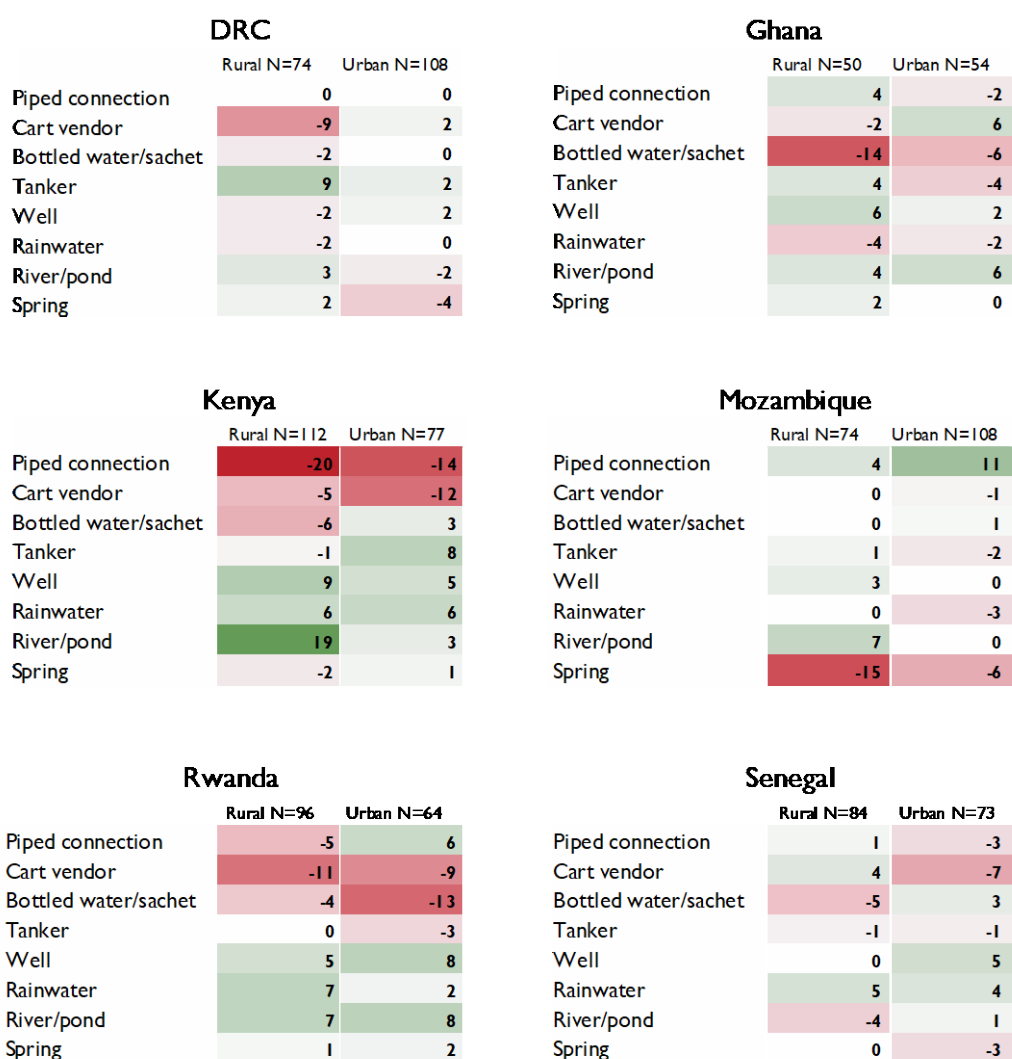 DRC
Rural N=74 Urban N=108
Piped connection 0 0
Cart vendor -9 2
Bottled water/sachet -2 0
Tanker 9 2
Well -2 2
Rainwater -2 0
River/pond 3 -2
Spring 2 -4
Ghana
Rural N=50 Urban N=54
Piped connection 4 -2
Cart vendor -2 6
Bottled water/sachet -14 -6
Tanker 4 -4
Well 6 2
Rainwater -4 -2
River/pond 4 6
Spring 2 0
Kenya
Rural N=112 Urban N=77
Piped connection -20 -14
Cart vendor -5 -12
Bottled water/sachet -6 3
Tanker -1 8
Well 9 5
Rainwater 6 6
River/pond 19 3
Spring -2 1
Mozambique
Rural N=74 Urban N=108
Piped connection 4 11
Cart vendor 0 -1
Bottled water/sachet 0 1
Tanker 1 -2
Well 3 0
Rainwater 0 -3
River/pond 7 0
Spring -15 -6
Rwanda
Rural N=96 Urban N=64
Piped connection -5 6
Cart vendor -11 -9
Bottled water/sachet -4 -13
Tanker 0 -3
Well 5 8
Rainwater 7 2
River/pond 7 8
Spring 1 2
Senegal
Rural N=84 Urban N=73
Piped connection 1 -3
Cart vendor 4 -7
Bottled water/sachet -5 3
Tanker -1 -1
Well 0 5
Rainwater 5 4
River/pond -4 1
Spring 0 -3